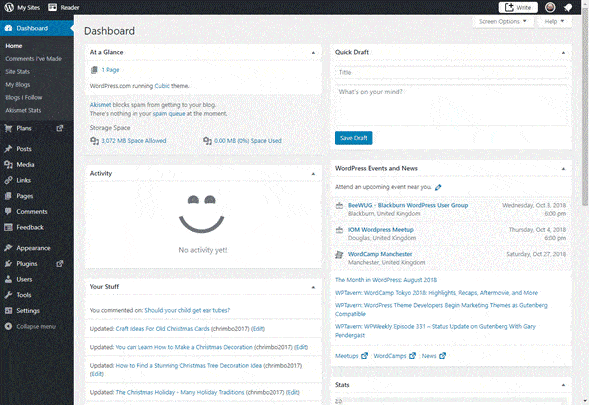 My Sites
Reader
Write
Dashboard
Home
Comments I've Made
Site Stats
My Blogs
Blogs I Follow
Akismet Stats
Plans
Posts
Media
Links
Pages
Comments
Feedback
Appearance
Plugins
Users
Tools
Settings
Collapse menu
Dashboard
Screen Options
Help
At a Glance
1 Page
WordPress.com running Cubic theme.
Akismet blocks spam from getting to your blog.
There's nothing in your spam queue at the moment.
Storage Space
3,072 MB Space Allowed
0.00 MB (0%) Space Used
Activity
No activity yet!
Your Stuff
You commented on: Should your child get ear tubes?
Updated: Craft Ideas For Old Christmas Cards (chrimbo2017) (Edit)
Updated: You can Learn How to Make a Christmas Decoration (chrimbo2017) (Edit)
Updated: How to Find a Stunning Christmas Tree Decoration Idea (chrimbo2017)
(Edit)
Updated: The Christmas Holiday - Many Holiday Traditions (chrimbo2017) (Edit)
Quick Draft
Title
What's on your mind?
Save Draft
WordPress Events and News
Attend an upcoming event near you.
BeeWUG - Blackburn WordPress User Group
Blackburn, United Kingdom
Wednesday, Oct 3, 2018
6:00 pm
IOM Wordpress Meetup
Douglas, United Kingdom
Thursday, Oct 4, 2018
6:00 pm
WordCamp Manchester
Manchester, United Kingdom
Saturday, Oct 27, 2018
The Month in WordPress: August 2018
WPTavern: WordCamp Tokyo 2018: Highlights, Recaps, Aftermovie, and More
WPTavern: WordPress Theme Developers Begin Marketing Themes as Gutenberg
Compatible
WPTavern: WPWeekly Episode 331 – Status Update on Gutenberg With Gary
Pendergast
Meetups
WordCamps
News
Stats